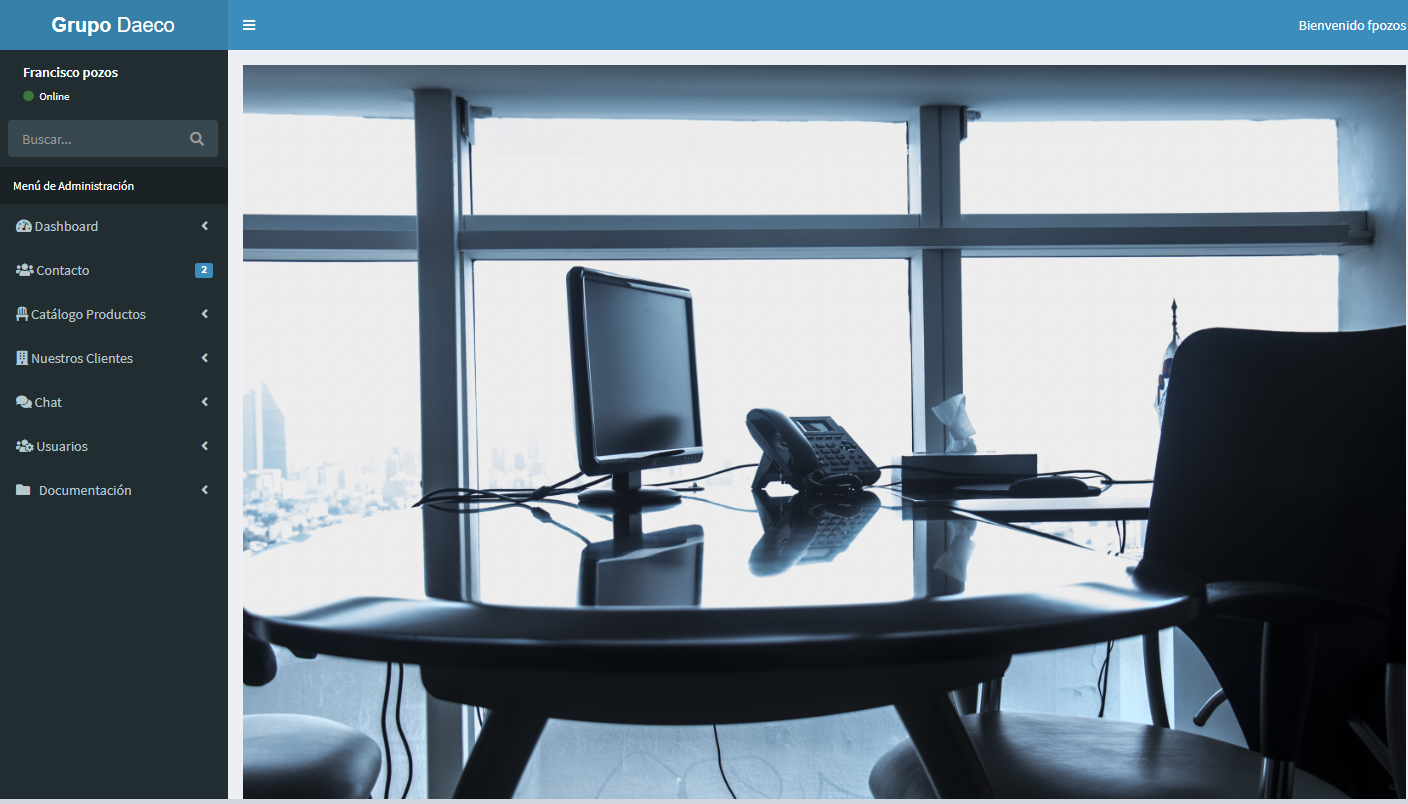 Grupo Daeco
Bienvenido fpozos
Francisco pozos
Online
Buscar...
Menú de Administración
Dashboard
Contacto 2
Catálogo Productos
Nuestros Clientes
Chat
Usuarios
Documentación